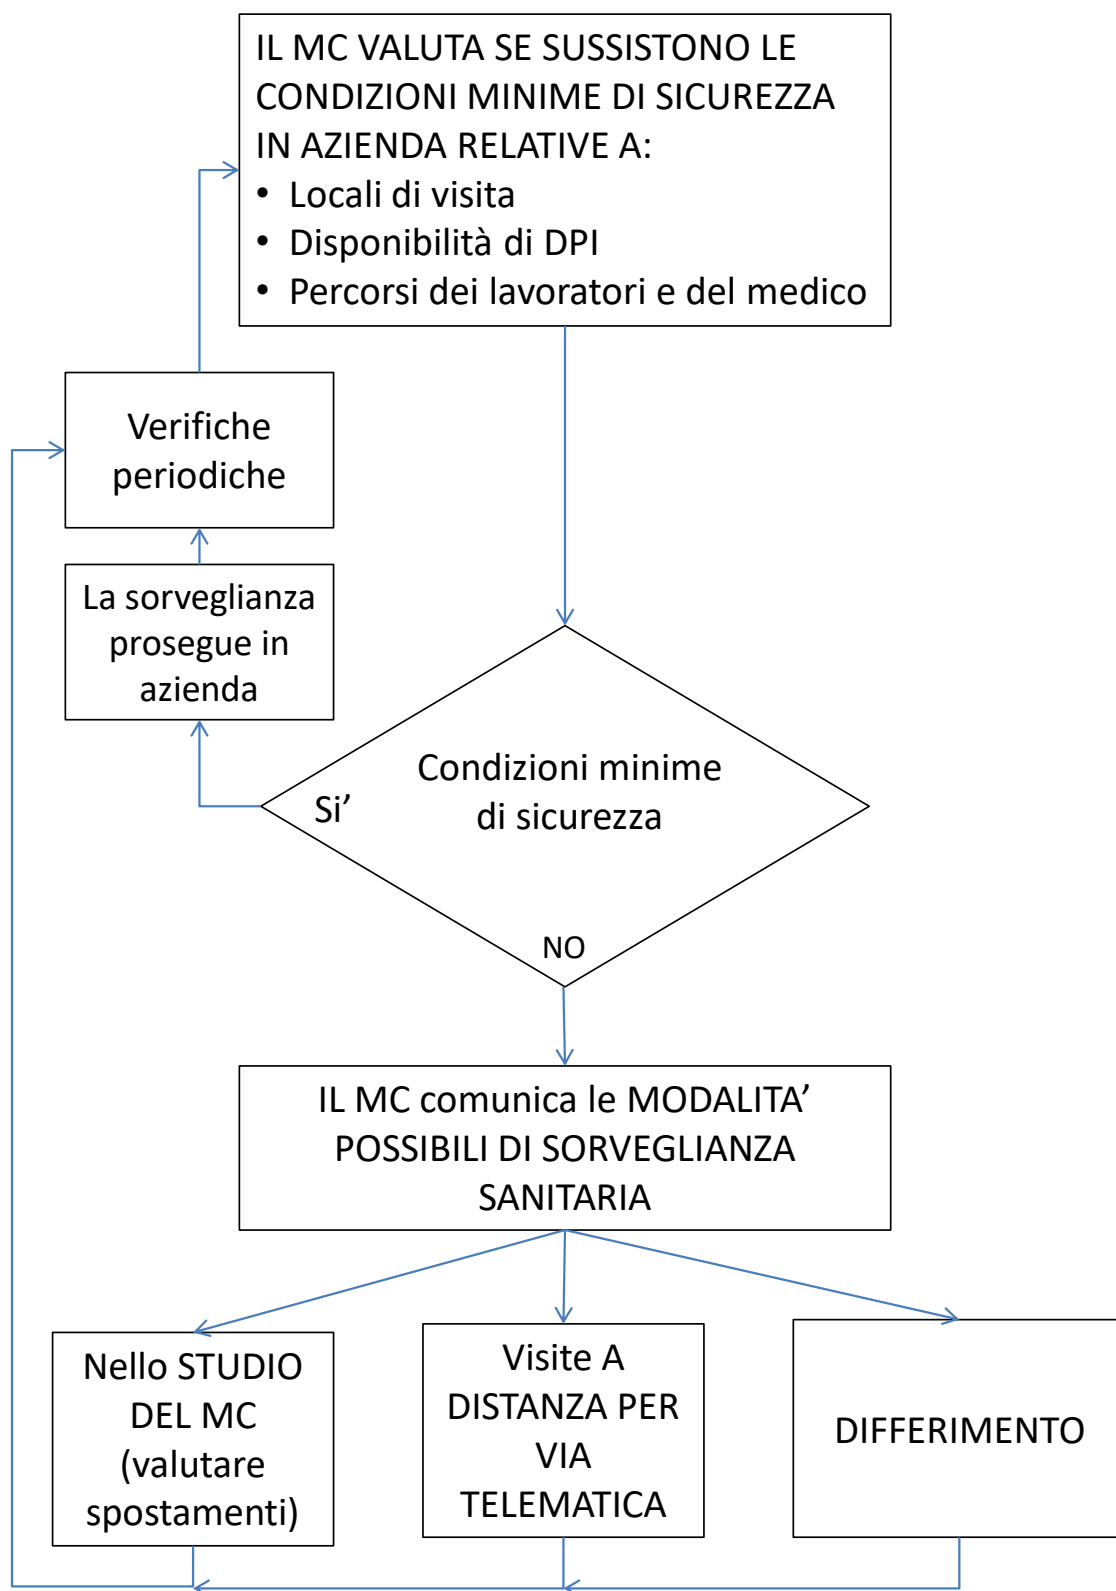 IL MC VALUTA SE SUSSISTONO LE
CONDIZIONI MINIME DI SICUREZZA
IN AZIENDA RELATIVE A:
• Locali di visita
• Disponibilità di DPI
• Percorsi dei lavoratori e del medico
Verifiche
periodiche
La sorveglianza
prosegue in
azienda
Condizioni minime
di sicurezza
Si’
NO
IL MC comunica le MODALITA’
POSSIBILI DI SORVEGLIANZA
SANITARIA
Nello STUDIO
DEL MC
(valutare
spostamenti)
Visite A
DISTANZA PER
VIA
TELEMATICA
DIFFERIMENTO